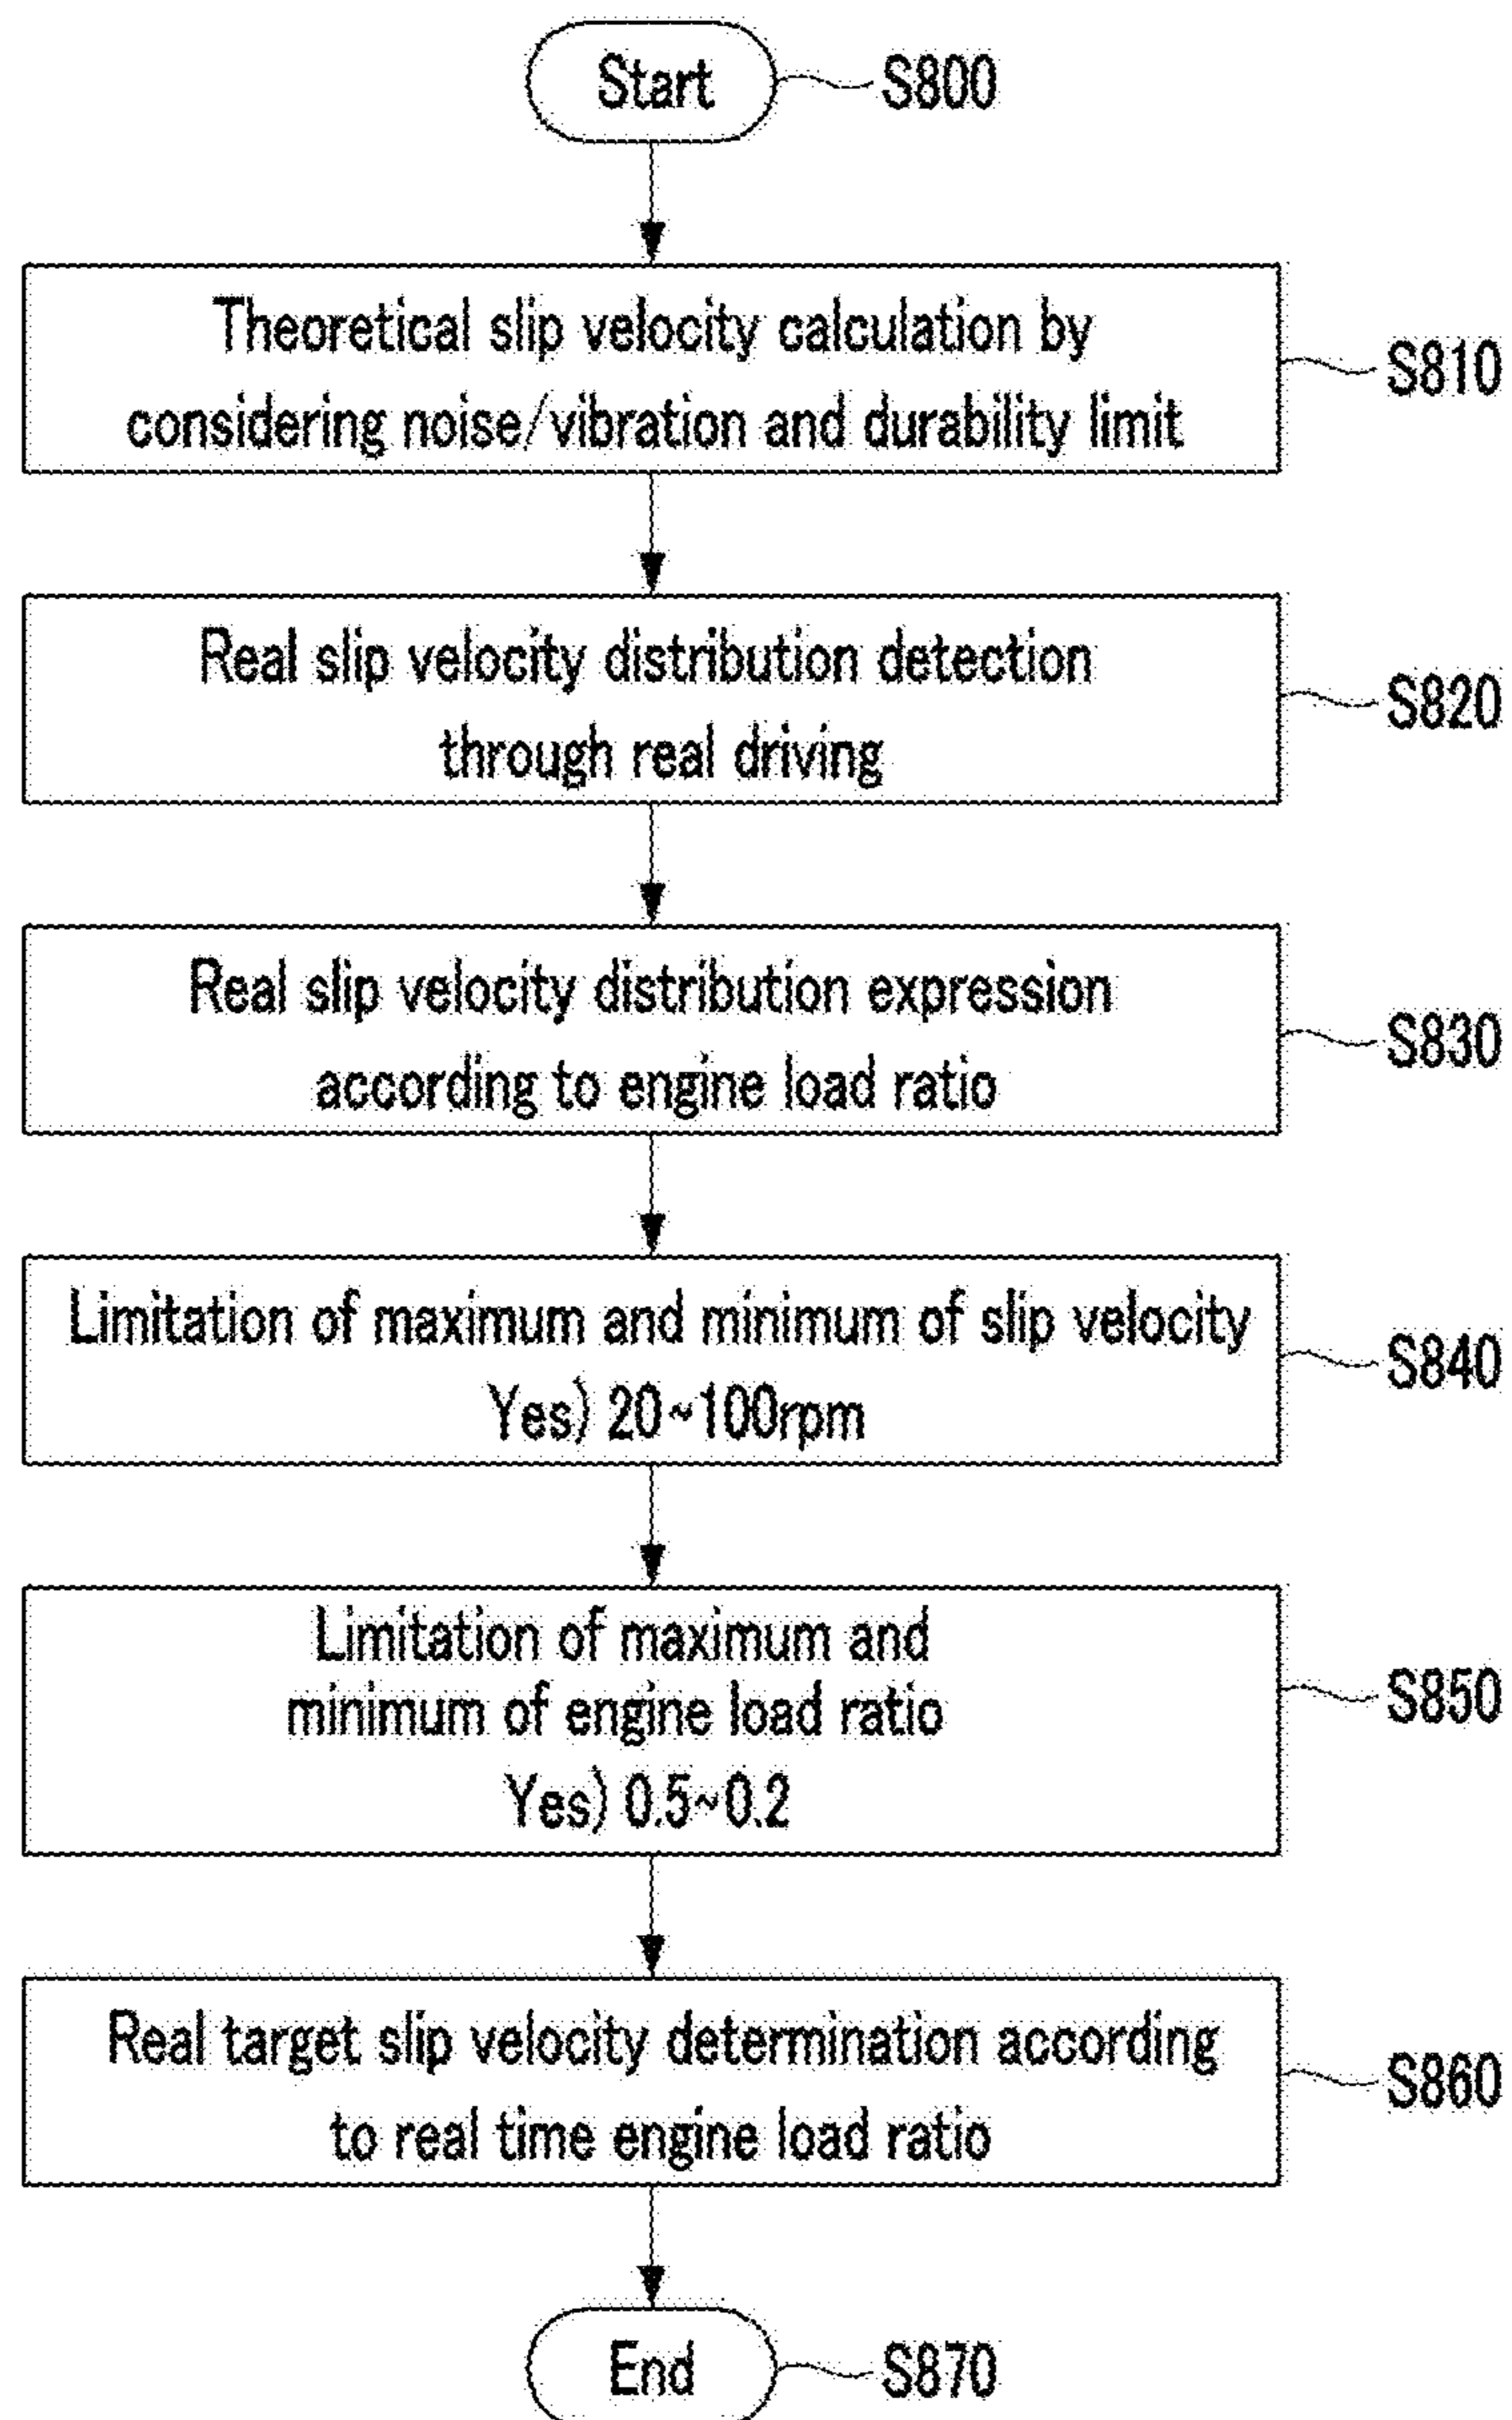 Start
S800
Theoretical slip velocity calculation by
considering noise/vibration and durability limit
S810
Real slip velocity distribution detection
through real driving
S820
Real slip velocity distribution expression
according to engine load ratio
S830
Limitation of maximum and minimum of slip velocity
Yes) 20~100rpm
S840
Limitation of maximum and
minimum of engine load ratio
Yes) 0.5~0.2
S850
Real target slip velocity determination according
to real time engine load ratio
S860
End
S870